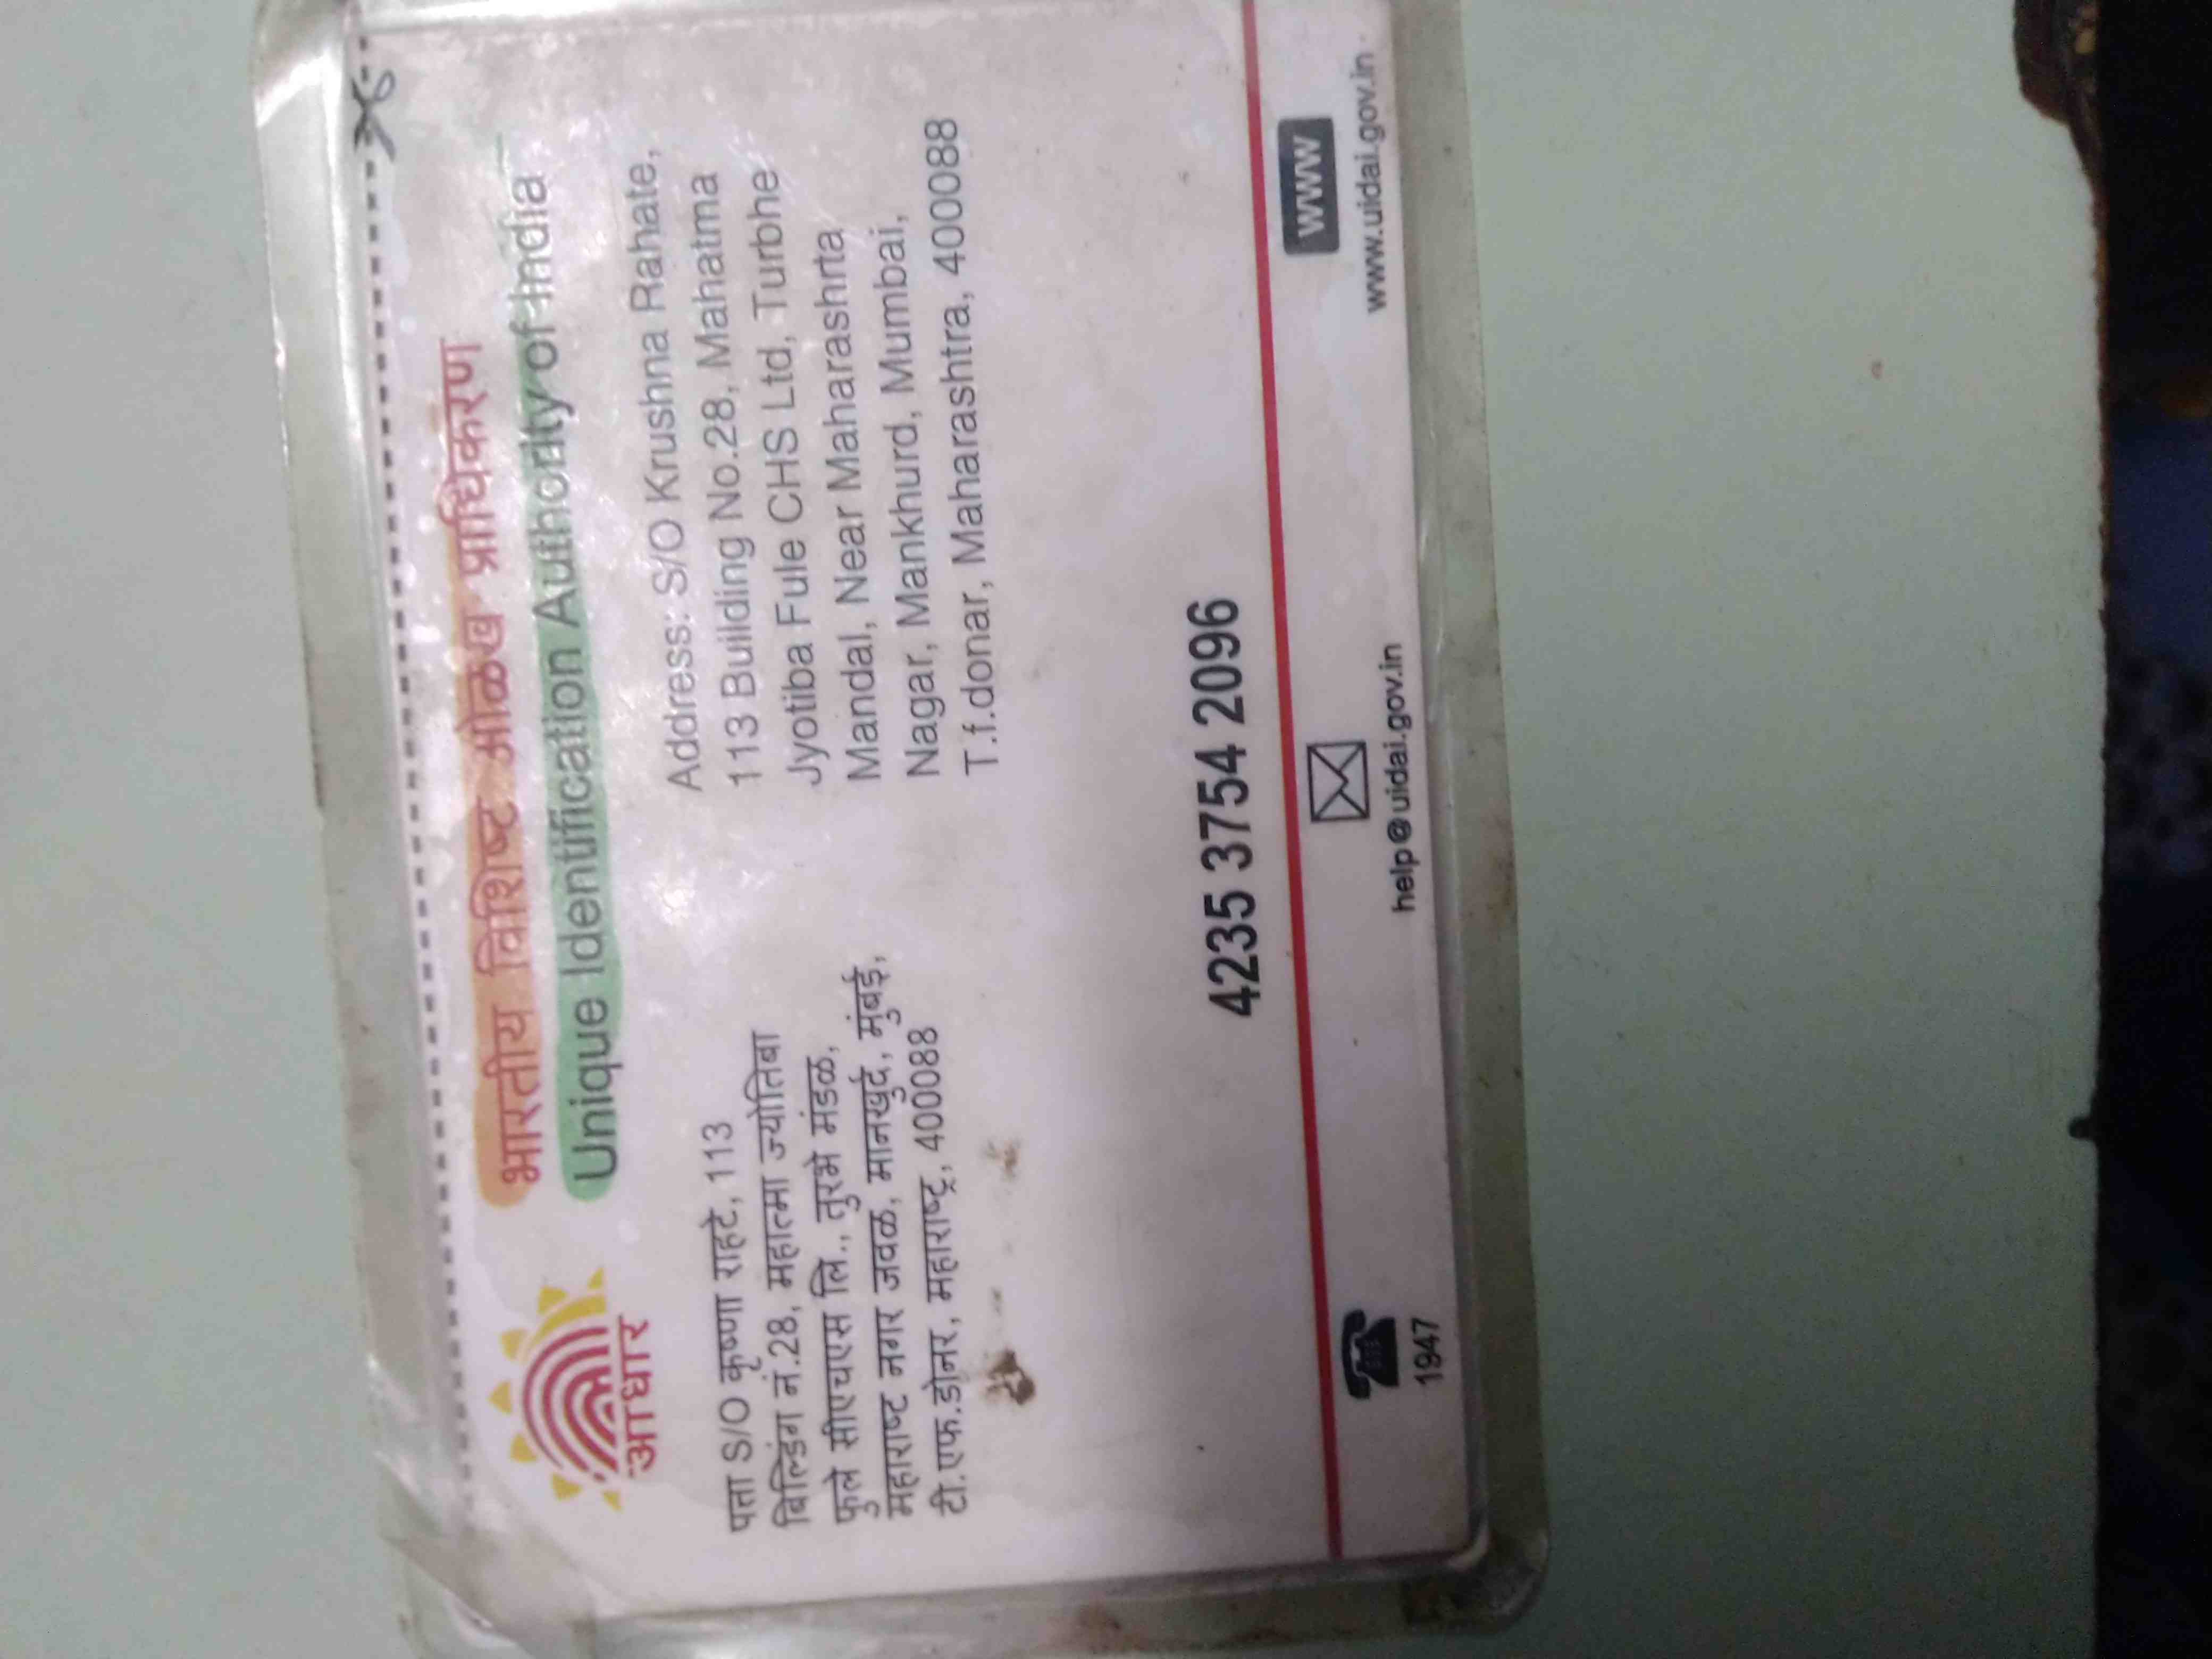 भारतीय विशिष्ट ओळख प्राधिकरण
Unique Identification Authority of India
आधार
पत्ता S/O कृष्णा राहटे, 113
बिल्डिंग नं.28, महात्मा ज्योतिबा
फुले सीएचएस लि., तुरभे मंडळ,
महाराष्ट नगर जवळ, मानखुर्द, मुंबई,
टी.एफ.डोनर, महाराष्ट्र, 400088
Address: S/O Krushna Rahate,
113 Building No.28, Mahatma
Jyotiba Fule CHS Ltd, Turbhe
Mandal, Near Maharashrta
Nagar, Mankhurd, Mumbai,
T.f.donar, Maharashtra, 400088
4235 3754 2096
1947
help@uidai.gov.in
www
www.uidai.gov.in